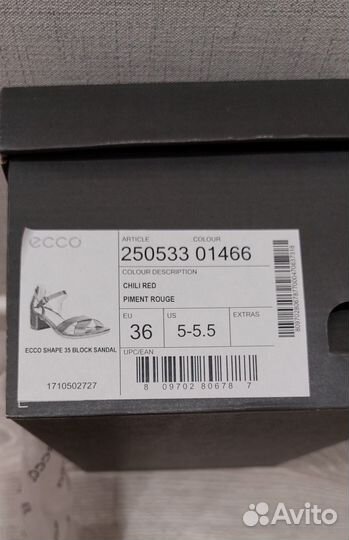 ecco
ARTICLE COLOUR
250533 01466
COLOUR DESCRIPTION
CHILI RED
PIMENT ROUGE
EU US EXTRAS
36 5-5.5
ECCO SHAPE 35 BLOCK SANDAL
UPC/EAN
1710502727
8 09702 80678 7
Avito